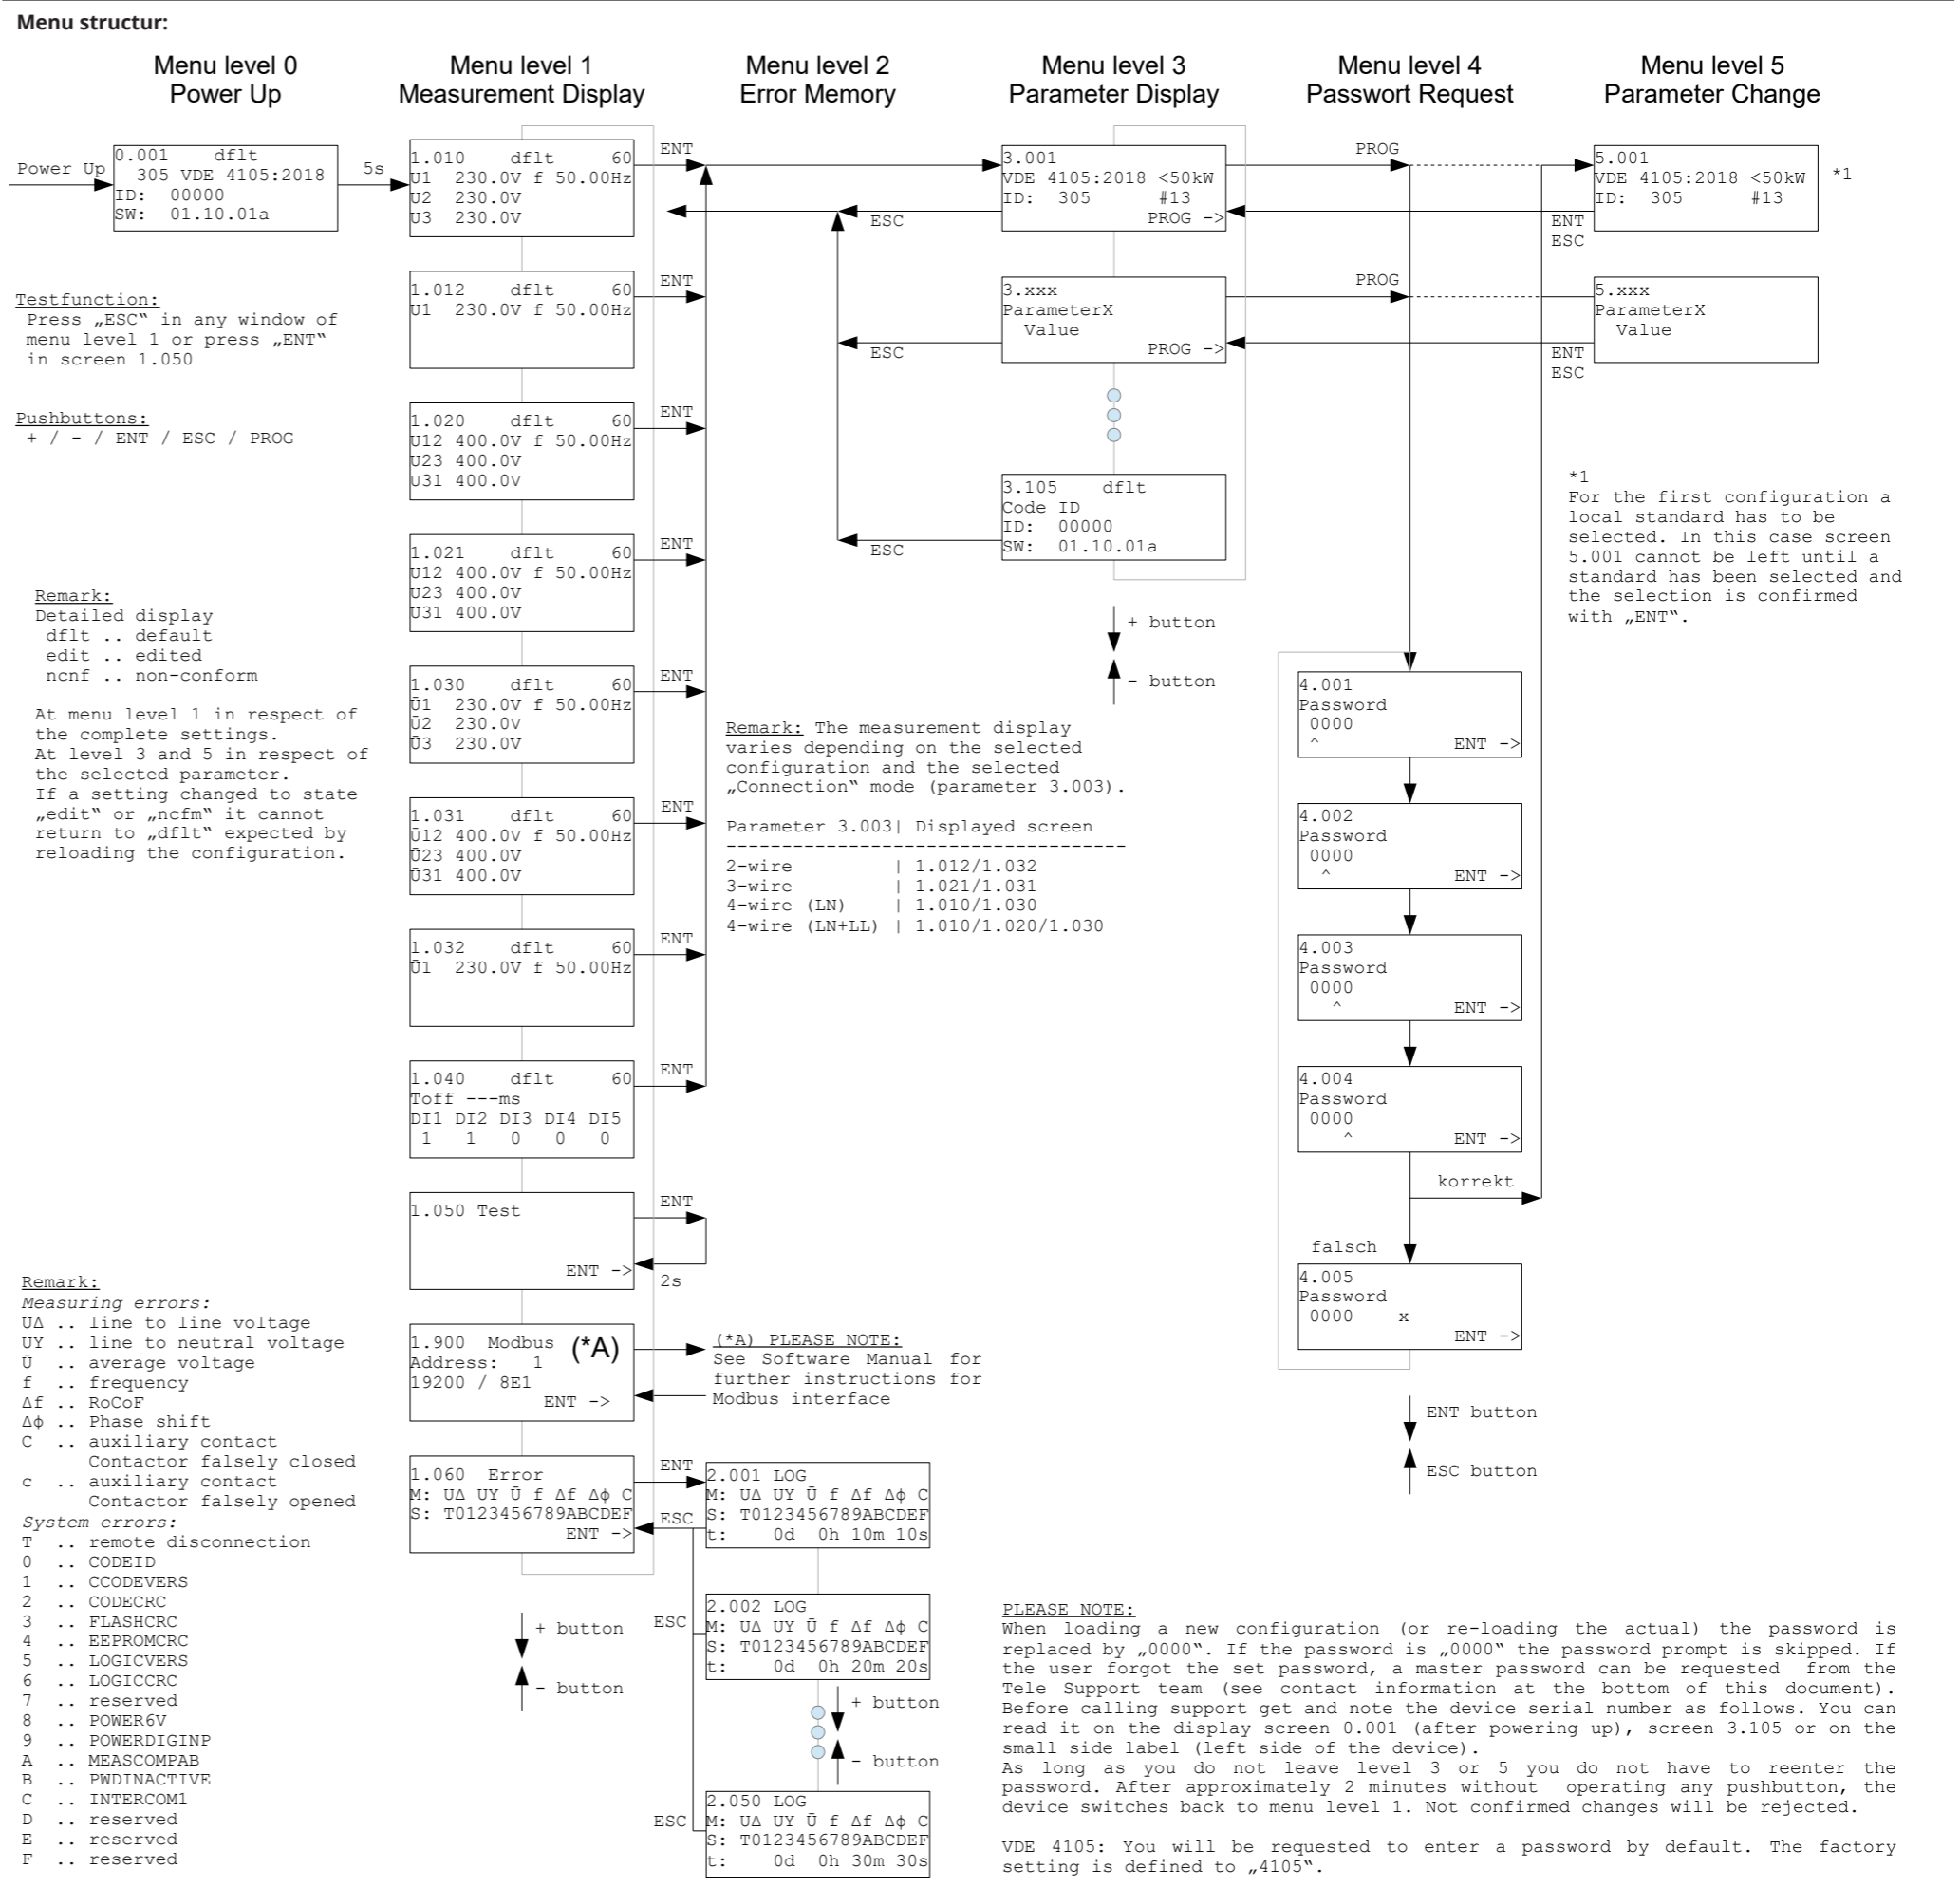 Menu structur:
Menu level 0
Power Up
Menu level 1
Measurement Display
Menu level 2
Error Memory
Menu level 3
Parameter Display
Menu level 4
Passwort Request
Menu level 5
Parameter Change
Power Up
0.001 dflt
305 VDE 4105:2018
ID: 00000
SW: 01.10.01a
5s
1.010 dflt 60
U1 230.0V f 50.00Hz
U2 230.0V
U3 230.0V
ENT
ESC
3.001
VDE 4105:2018 <50kW
ID: 305 #13
PROG ->
PROG
5.001
VDE 4105:2018 <50kW
ID: 305 #13
*1
ENT
ESC
Testfunction:
Press „ESC“ in any window of
menu level 1 or press „ENT“
in screen 1.050
1.012 dflt 60
U1 230.0V f 50.00Hz
ENT
ESC
3.xxx
ParameterX
Value
PROG ->
PROG
5.xxx
ParameterX
Value
ENT
ESC
Pushbuttons:
+ / - / ENT / ESC / PROG
1.020 dflt 60
U12 400.0V f 50.00Hz
U23 400.0V
U31 400.0V
ENT
3.105 dflt
Code ID
ID: 00000
SW: 01.10.01a
ESC
*1
For the first configuration a
local standard has to be
selected. In this case screen
5.001 cannot be left until a
standard has been selected and
the selection is confirmed
with „ENT“.
1.021 dflt 60
U12 400.0V f 50.00Hz
U23 400.0V
U31 400.0V
ENT
+ button
- button
Remark:
Detailed display
dflt .. default
edit .. edited
ncnf .. non-conform
At menu level 1 in respect of
the complete settings.
At level 3 and 5 in respect of
the selected parameter.
If a setting changed to state
„edit“ or „ncfm“ it cannot
return to „dflt“ expected by
reloading the configuration.
1.030 dflt 60
Ū1 230.0V f 50.00Hz
Ū2 230.0V
Ū3 230.0V
ENT
1.031 dflt 60
Ū12 400.0V f 50.00Hz
Ū23 400.0V
Ū31 400.0V
ENT
1.032 dflt 60
Ū1 230.0V f 50.00Hz
ENT
Remark: The measurement display
varies depending on the selected
configuration and the selected
„Connection“ mode (parameter 3.003).
Parameter 3.003| Displayed screen
------------------------------------
2-wire | 1.012/1.032
3-wire | 1.021/1.031
4-wire (LN) | 1.010/1.030
4-wire (LN+LL) | 1.010/1.020/1.030
4.001
Password
0000
^ ENT ->
4.002
Password
0000
^ ENT ->
4.003
Password
0000
^ ENT ->
4.004
Password
0000
^ ENT ->
korrekt
falsch
4.005
Password
0000 x
ENT ->
ENT button
ESC button
1.040 dflt 60
Toff ---ms
DI1 DI2 DI3 DI4 DI5
1 1 0 0 0
ENT
1.050 Test
ENT ->
ENT
2s
1.900 Modbus (*A)
Address: 1
19200 / 8E1
ENT ->
(*A) PLEASE NOTE:
See Software Manual for
further instructions for
Modbus interface
1.060 Error
M: UΔ UY Ū f Δf Δϕ C
S: T0123456789ABCDEF
ENT ->
ENT
ESC
2.001 LOG
M: UΔ UY Ū f Δf Δϕ C
S: T0123456789ABCDEF
t: 0d 0h 10m 10s
ESC
2.002 LOG
M: UΔ UY Ū f Δf Δϕ C
S: T0123456789ABCDEF
t: 0d 0h 20m 20s
+ button
- button
+ button
- button
ESC
2.050 LOG
M: UΔ UY Ū f Δf Δϕ C
S: T0123456789ABCDEF
t: 0d 0h 30m 30s
Remark:
Measuring errors:
UΔ .. line to line voltage
UY .. line to neutral voltage
Ū .. average voltage
f .. frequency
Δf .. RoCoF
Δϕ .. Phase shift
C .. auxiliary contact
Contactor falsely closed
c .. auxiliary contact
Contactor falsely opened
System errors:
T .. remote disconnection
0 .. CODEID
1 .. CCODEVERS
2 .. CODECRC
3 .. FLASHCRC
4 .. EEPROMCRC
5 .. LOGICVERS
6 .. LOGICCRC
7 .. reserved
8 .. POWER6V
9 .. POWERDIGINP
A .. MEASCOMPAB
B .. PWDINACTIVE
C .. INTERCOM1
D .. reserved
E .. reserved
F .. reserved
PLEASE NOTE:
When loading a new configuration (or re-loading the actual) the password is
replaced by „0000“. If the password is „0000“ the password prompt is skipped. If
the user forgot the set password, a master password can be requested from the
Tele Support team (see contact information at the bottom of this document).
Before calling support get and note the device serial number as follows. You can
read it on the display screen 0.001 (after powering up), screen 3.105 or on the
small side label (left side of the device).
As long as you do not leave level 3 or 5 you do not have to reenter the
password. After approximately 2 minutes without operating any pushbutton, the
device switches back to menu level 1. Not confirmed changes will be rejected.
VDE 4105: You will be requested to enter a password by default. The factory
setting is defined to „4105“.